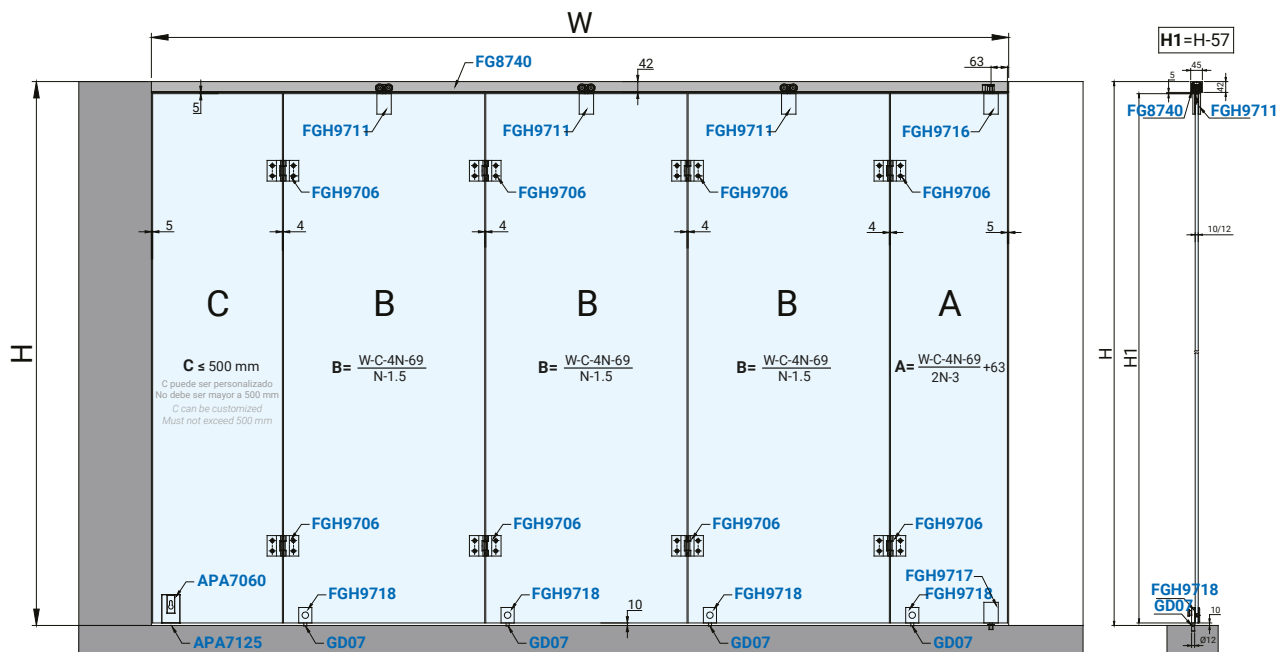 W
H1=H-57
FG8740
42
63
45
5
42
5
FGH9711
FGH9711
FGH9711
FGH9716
FG8740
FGH9711
FGH9706
FGH9706
FGH9706
FGH9706
5
4
4
4
4
5
10/12
C
B
B
B
A
H
H
H1
C ≤ 500 mm
C puede ser personalizado
No debe ser mayor a 500 mm
C can be customized
Must not exceed 500 mm
B= W-C-4N-69
N-1.5
B= W-C-4N-69
N-1.5
B= W-C-4N-69
N-1.5
A= W-C-4N-69 +63
2N-3
FGH9706
FGH9706
FGH9706
FGH9706
APA7060
FGH9718
FGH9718
FGH9718
FGH9717
FGH9718
10
APA7125
GD07
GD07
GD07
GD07
FGH9718
GD07
10
Ø12